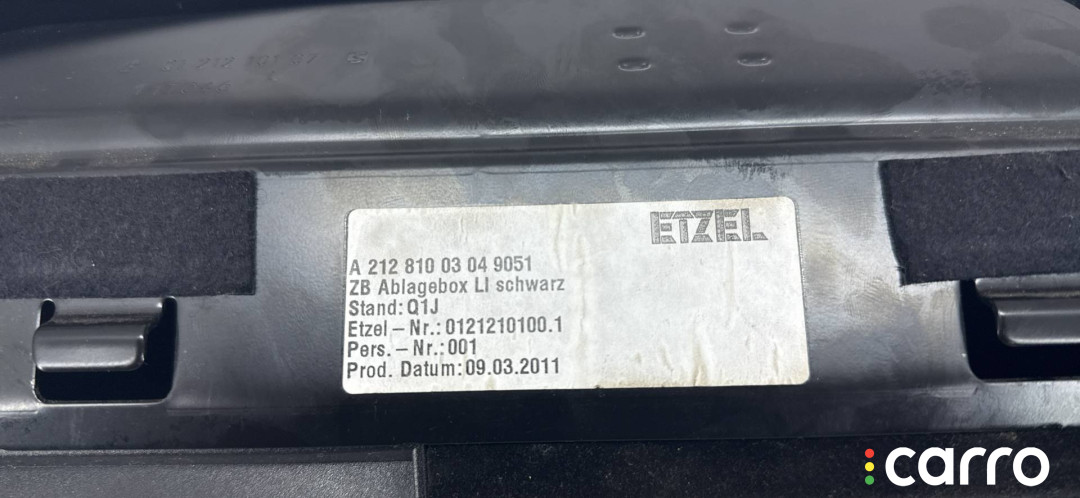 ETZEL
A 212 810 03 04 9051
ZB Ablagebox LI schwarz
Stand: Q1J
Etzel – Nr.: 0121210100.1
Pers. – Nr.: 001
Prod. Datum: 09.03.2011
carro